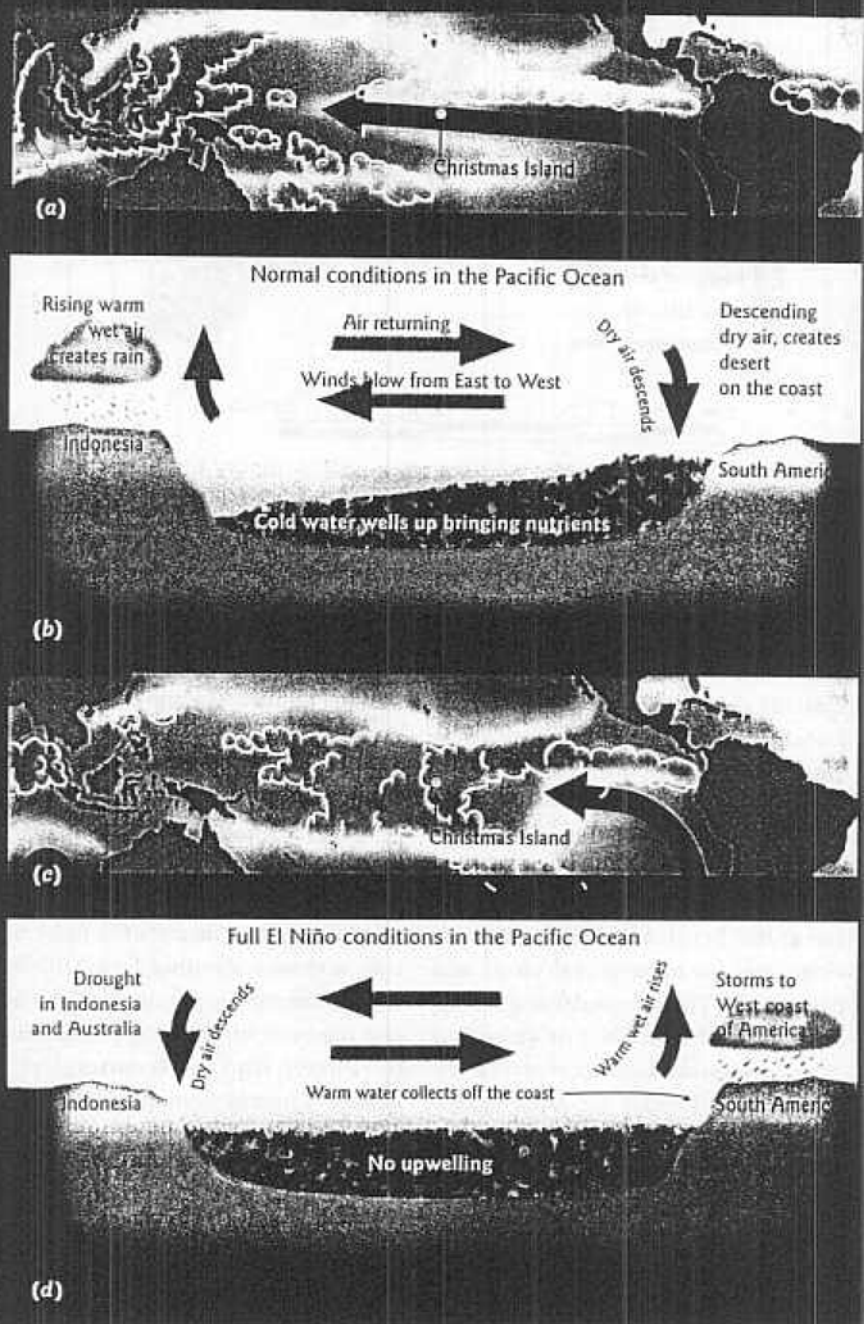 Christmas Island
(a)
Normal conditions in the Pacific Ocean
Rising warm
wet air
creates rain
Air returning
Winds blow from East to West
Dry air descends
Descending
dry air, creates
desert
on the coast
Indonesia
South Americ
Cold water wells up bringing nutrients
(b)
Christmas Island
(c)
Full El Niño conditions in the Pacific Ocean
Drought
in Indonesia
and Australia
Dry air descends
Warm wet air rises
Storms to
West coast
of America
Warm water collects off the coast
Indonesia
South Americ
No upwelling
(d)